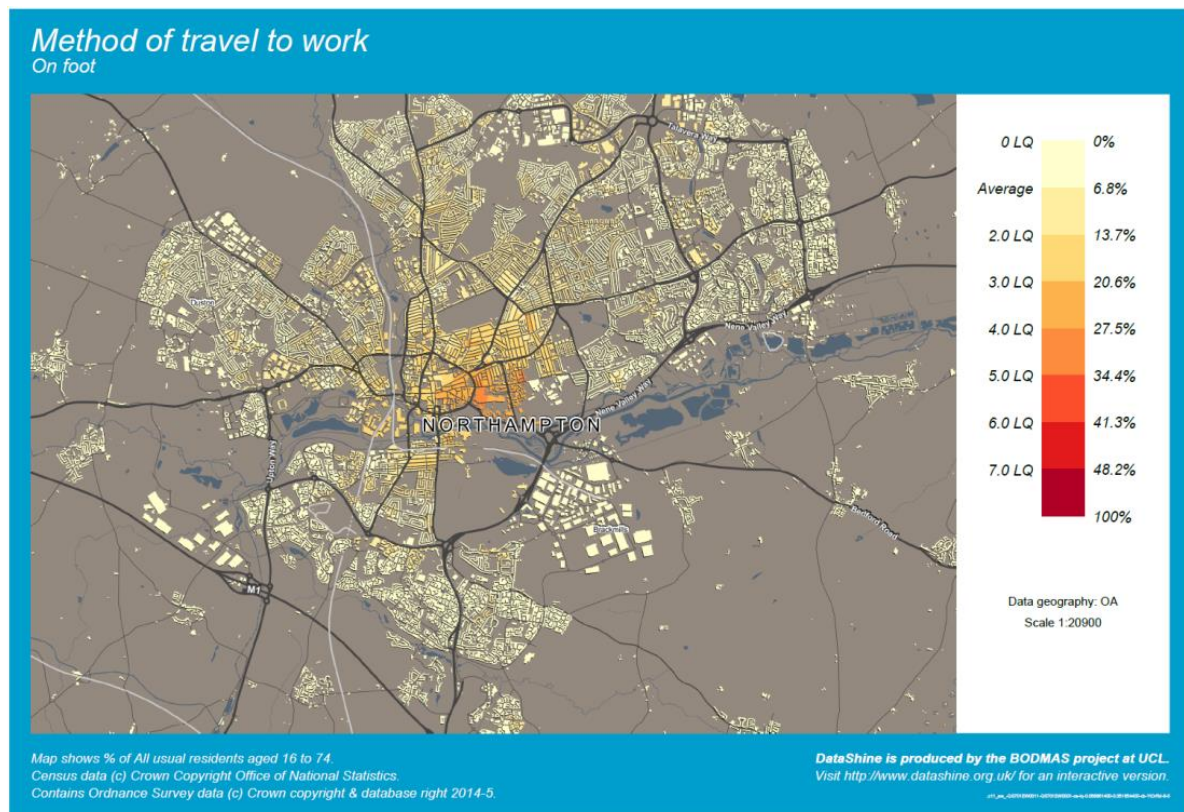 Method of travel to work
On foot
Talavera Way
Duston
Nene Valley Way
Nene Valley Way
NORTHAMPTON
Upton Way
Brackmills
Bedford Road
M1
0 LQ 0%
Average 6.8%
2.0 LQ 13.7%
3.0 LQ 20.6%
4.0 LQ 27.5%
5.0 LQ 34.4%
6.0 LQ 41.3%
7.0 LQ 48.2%
100%
Data geography: OA
Scale 1:20900
Map shows % of All usual residents aged 16 to 74.
Census data (c) Crown Copyright Office of National Statistics.
Contains Ordnance Survey data (c) Crown copyright & database right 2014-5.
DataShine is produced by the BODMAS project at UCL.
Visit http://www.datashine.org.uk/ for an interactive version.